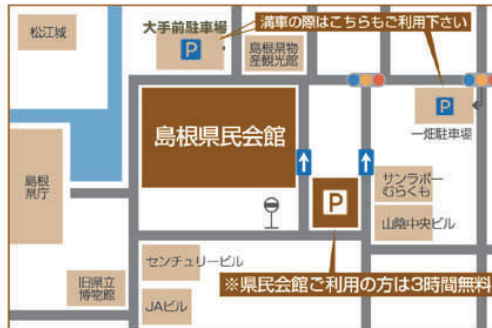 満車の際はこちらもご利用下さい
松江城
大手前駐車場
P
島根県物
産観光館
P
一畑駐車場
島根県民会館
島根
県庁
サンラポー
むらくも
P
山陰中央ビル
センチュリービル
※県民会館ご利用の方は3時間無料
旧県立
博物館
JAビル